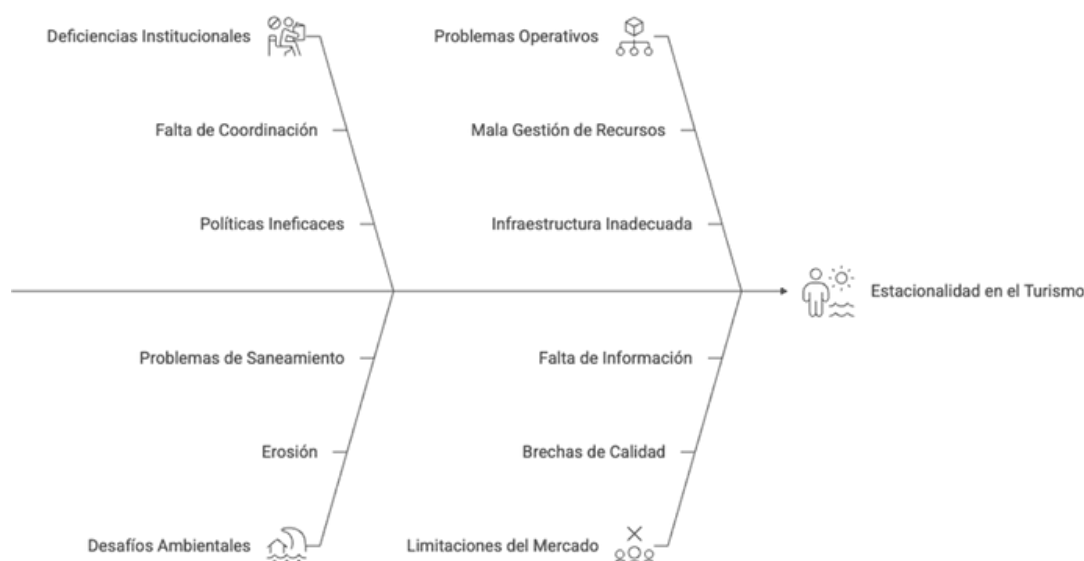 Deficiencias Institucionales
Falta de Coordinación
Políticas Ineficaces
Problemas Operativos
Mala Gestión de Recursos
Infraestructura Inadecuada
Estacionalidad en el Turismo
Problemas de Saneamiento
Erosión
Desafíos Ambientales
Falta de Información
Brechas de Calidad
Limitaciones del Mercado